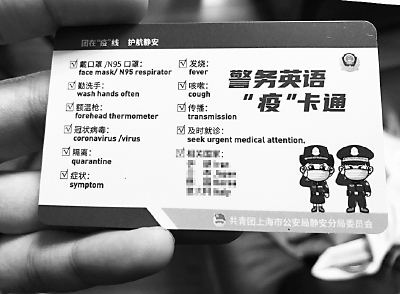 团在“疫”线 护航静安
☑戴口罩/N95口罩：
face mask/ N95 respirator
☑勤洗手：
wash hands often
☑额温枪：
forehead thermometer
☑冠状病毒：
coronavirus /virus
☑隔离：
quarantine
☑症状：
symptom
☑发烧：
fever
☑咳嗽：
cough
☑传播：
transmission
☑及时就诊：
seek urgent medical attention.
☑相关国家：
警务英语
“疫”卡通
共青团上海市公安局静安分局委员会